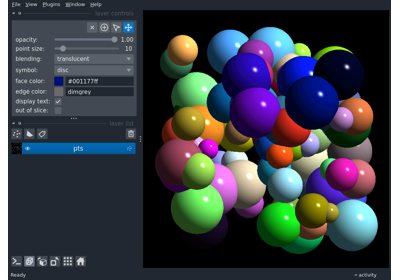 File View Plugins Window Help
layer controls
opacity: 1.00
point size: 10
blending: translucent
symbol: disc
face color: #001177ff
edge color: dimgrey
display text:
out of slice:
layer list
pts
Ready activity